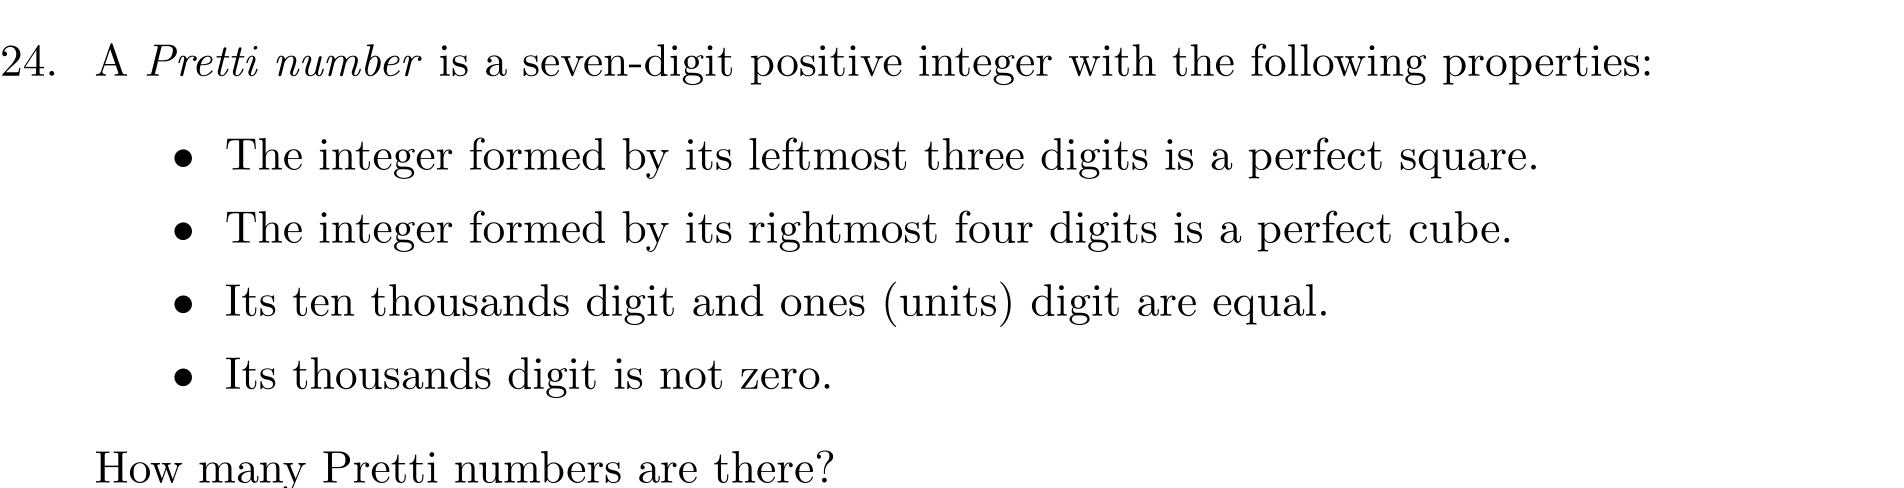 24. A Pretti number is a seven-digit positive integer with the following properties:
• The integer formed by its leftmost three digits is a perfect square.
• The integer formed by its rightmost four digits is a perfect cube.
• Its ten thousands digit and ones (units) digit are equal.
• Its thousands digit is not zero.
How many Pretti numbers are there?